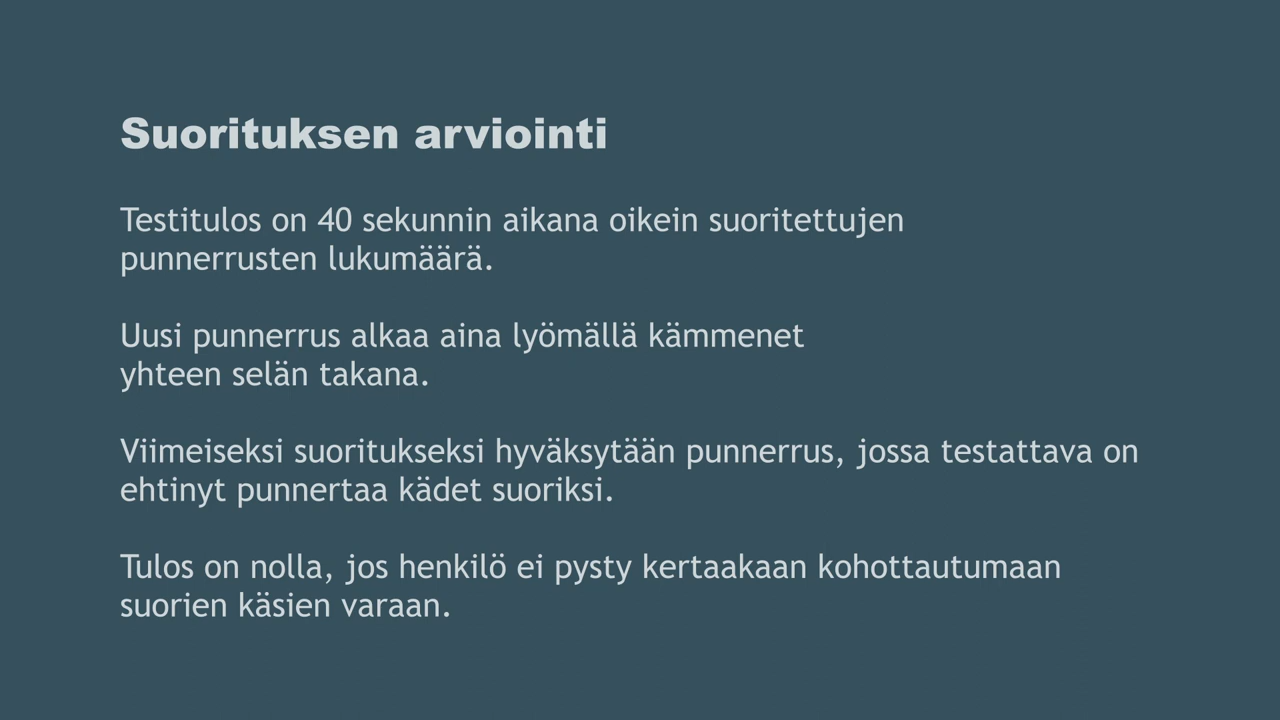 Suorituksen arviointi
Testitulos on 40 sekunnin aikana oikein suoritettujen
punnerrusten lukumäärä.
Uusi punnerrus alkaa aina lyömällä kämmenet
yhteen selän takana.
Viimeiseksi suoritukseksi hyväksytään punnerrus, jossa testattava on
ehtinyt punnertaa kädet suoriksi.
Tulos on nolla, jos henkilö ei pysty kertaakaan kohottautumaan
suorien käsien varaan.